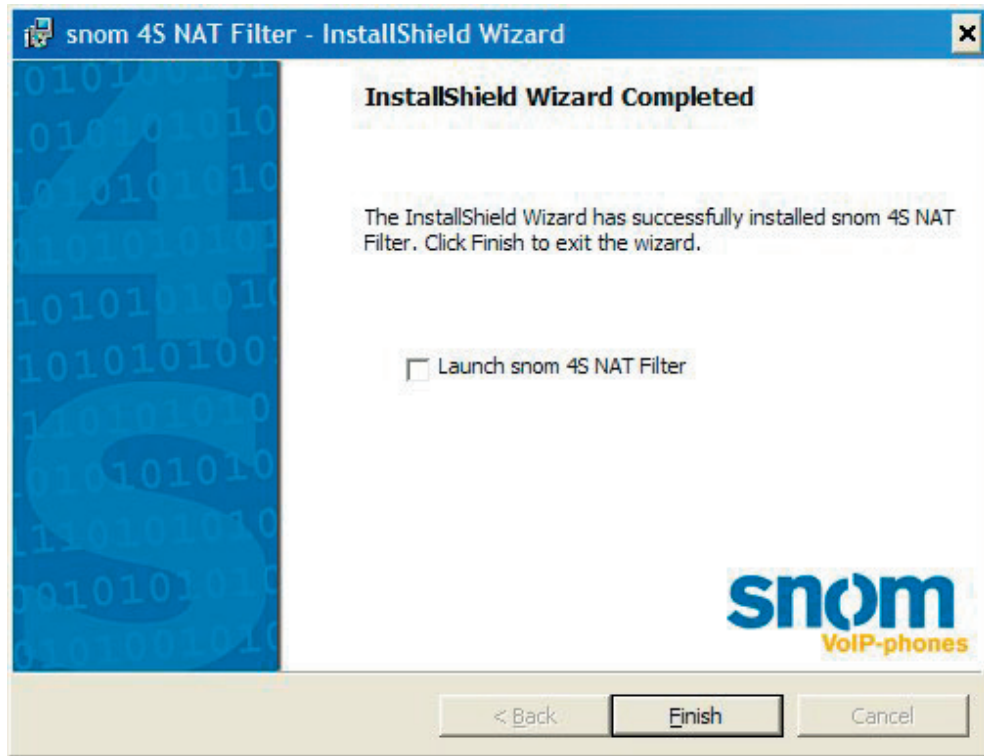 snom 4S NAT Filter - InstallShield Wizard
InstallShield Wizard Completed
The InstallShield Wizard has successfully installed snom 4S NAT
Filter. Click Finish to exit the wizard.
Launch snom 4S NAT Filter
4S
snom
VoIP-phones
< Back
Finish
Cancel